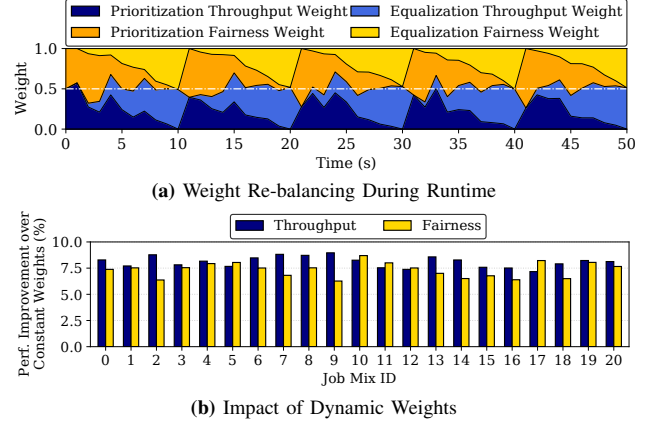 Prioritization Throughput Weight Equalization Throughput Weight
Prioritization Fairness Weight Equalization Fairness Weight
Weight
1.0
0.5
0.0
0 5 10 15 20 25 30 35 40 45 50
Time (s)
(a) Weight Re-balancing During Runtime
Throughput Fairness
Perf. Improvement over
Constant Weights (%)
10.0
7.5
5.0
2.5
0.0
0 1 2 3 4 5 6 7 8 9 10 11 12 13 14 15 16 17 18 19 20
Job Mix ID
(b) Impact of Dynamic Weights